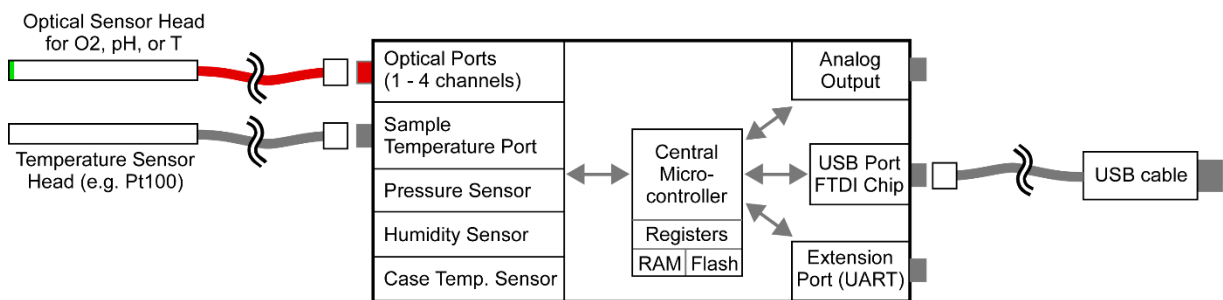 Optical Sensor Head
for O2, pH, or T
Temperature Sensor
Head (e.g. Pt100)
Optical Ports
(1 - 4 channels)
Sample
Temperature Port
Pressure Sensor
Humidity Sensor
Case Temp. Sensor
Central
Micro-
controller
Registers
RAM Flash
Analog
Output
USB Port
FTDI Chip
Extension
Port (UART)
USB cable